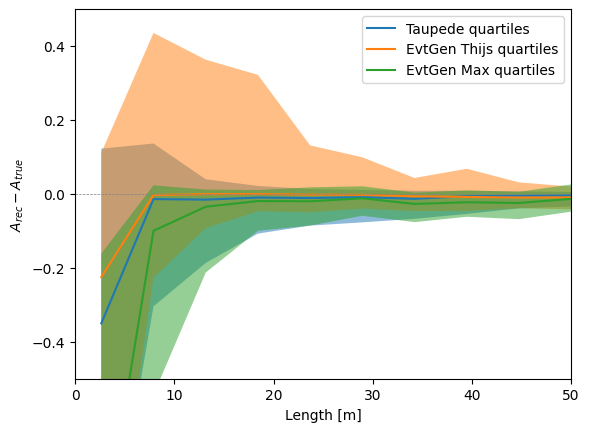 Taupede quartiles
EvtGen Thijs quartiles
EvtGen Max quartiles
0.4
0.2
0.0
−0.2
−0.4
A_rec − A_true
0 10 20 30 40 50
Length [m]